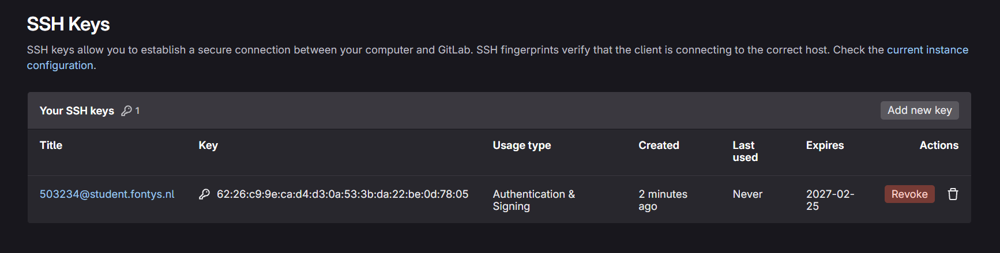 SSH Keys
SSH keys allow you to establish a secure connection between your computer and GitLab. SSH fingerprints verify that the client is connecting to the correct host. Check the current instance
configuration.
Your SSH keys 1
Add new key
Title Key Usage type Created Last used Expires Actions
503234@student.fontys.nl 62:26:c9:9e:ca:d4:d3:0a:53:3b:da:22:be:0d:78:05 Authentication & Signing 2 minutes ago Never 2027-02-25 Revoke